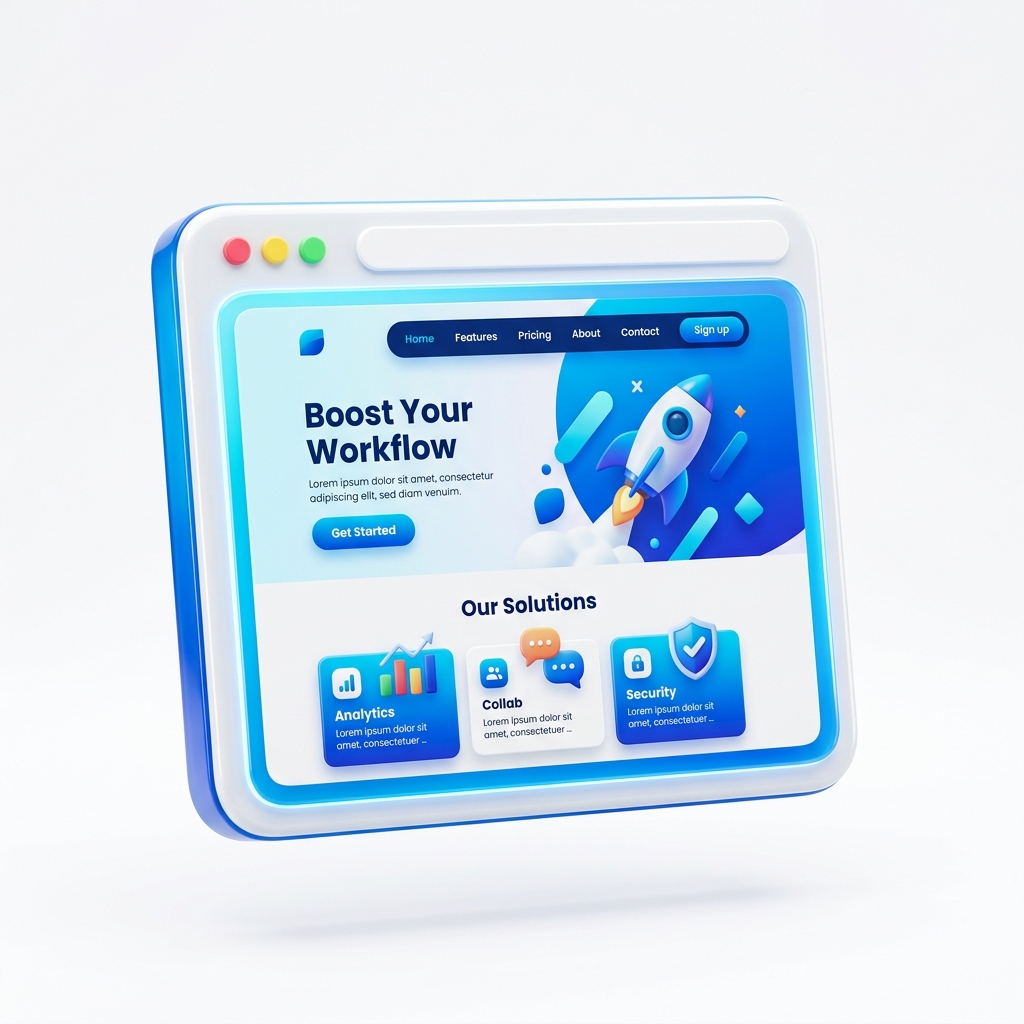 Home Features Pricing About Contact Sign up
Boost Your
Workflow
Lorem ipsum dolor sit amet, consectetur
adipiscing ellt, sed diam venuim.
Get Started
Our Solutions
Analytics
Lorem ipsum dolor sit
amet, consectetuer ...
Collab
Lorem ipsum dolor sit
amet, consectetuer ...
Security
Lorem ipsum dolor sit
amet, consectetuer ...